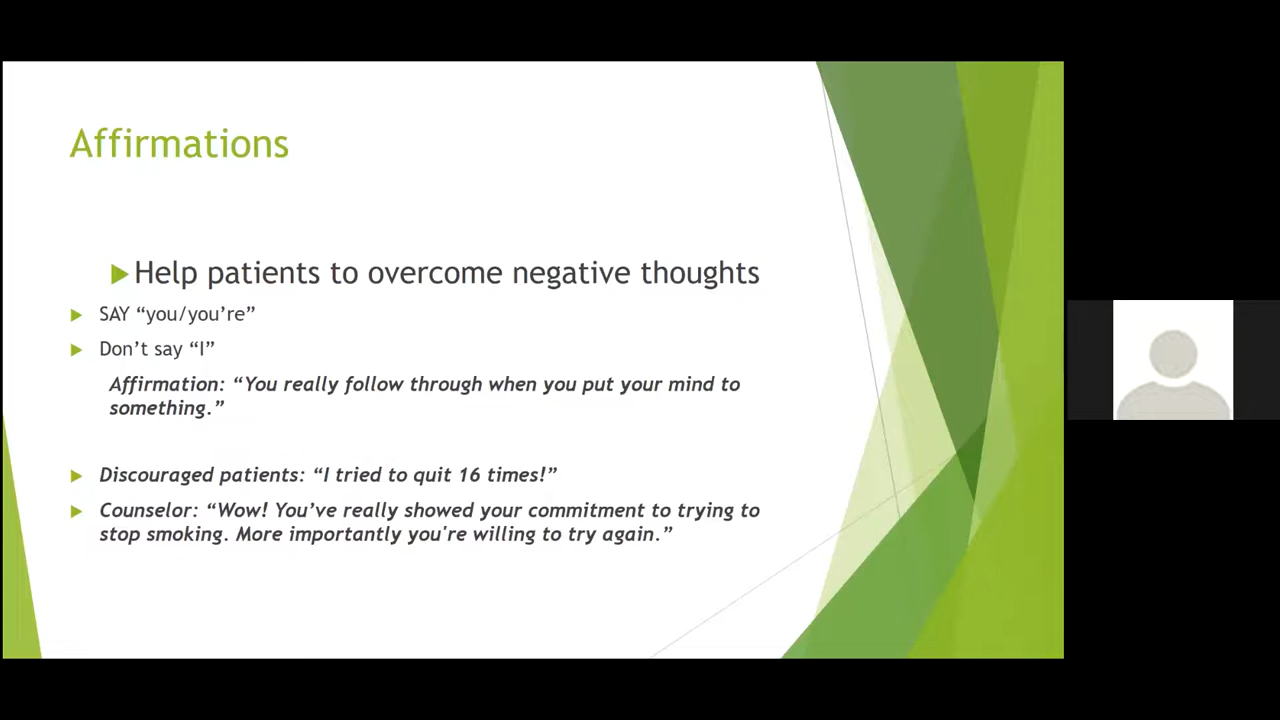 Affirmations
Help patients to overcome negative thoughts
SAY “you/you’re”
Don’t say “I”
Affirmation: “You really follow through when you put your mind to
something.”
Discouraged patients: “I tried to quit 16 times!”
Counselor: “Wow! You’ve really showed your commitment to trying to
stop smoking. More importantly you're willing to try again.”